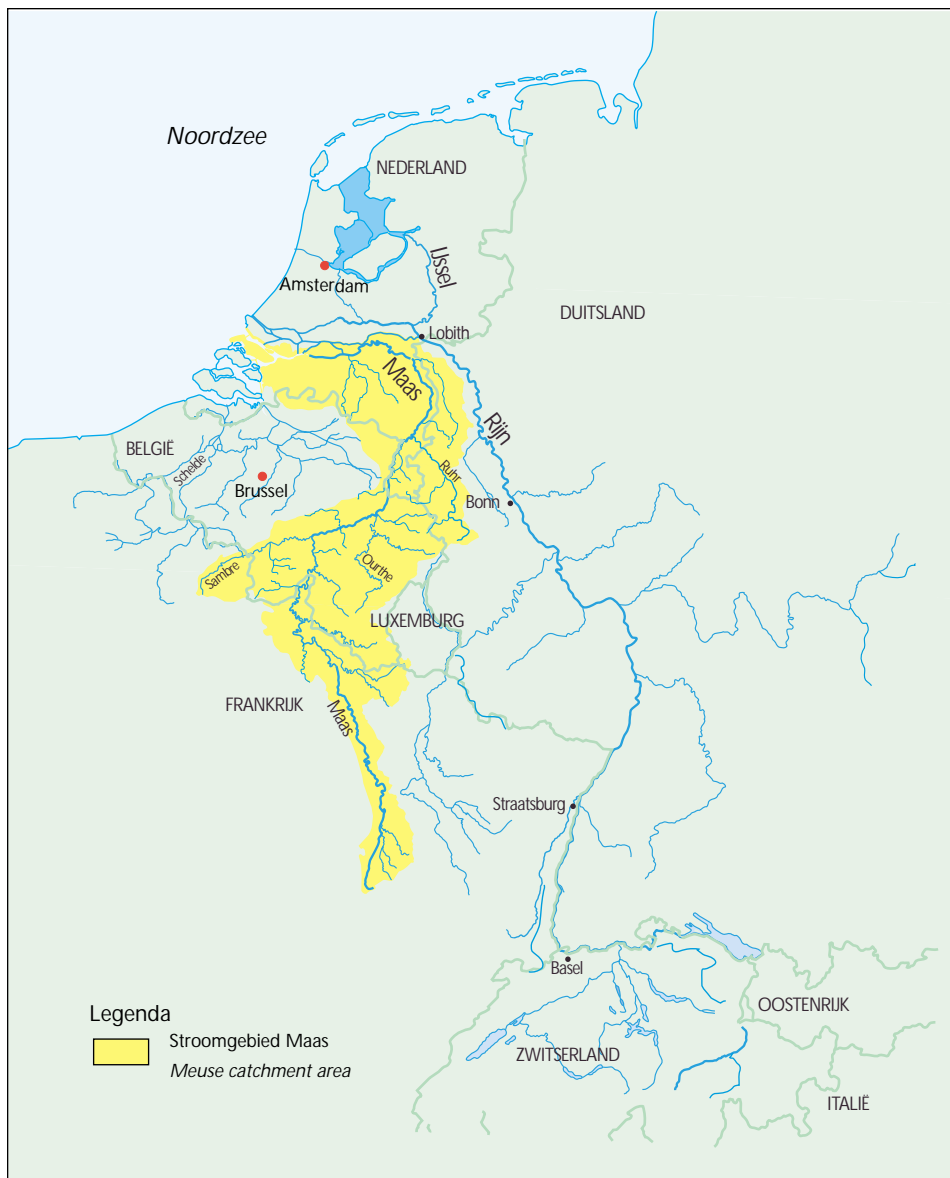 Noordzee
NEDERLAND
IJssel
Amsterdam
DUITSLAND
Lobith
Maas
Rijn
BELGIË
Schelde
Ruhr
Brussel
Bonn
Sambre
Ourthe
LUXEMBURG
FRANKRIJK
Maas
Straatsburg
Basel
Legenda
OOSTENRIJK
Stroomgebied Maas
ZWITSERLAND
Meuse catchment area
ITALIË